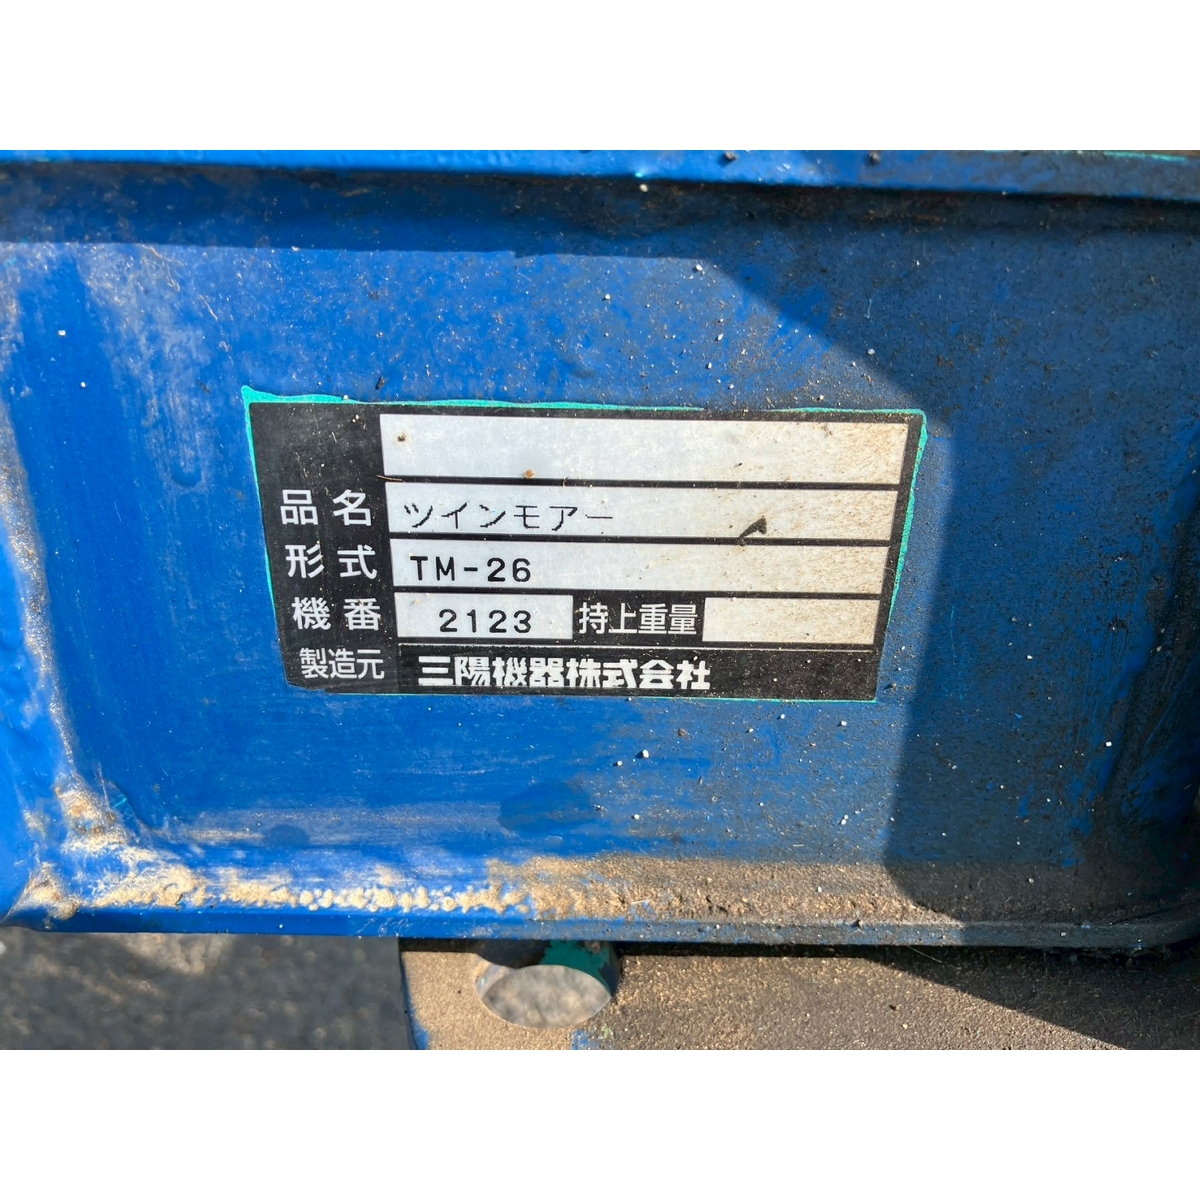 品名 ツインモアー
形式 TM-26
機番 2123 持上重量
製造元 三陽機器株式会社